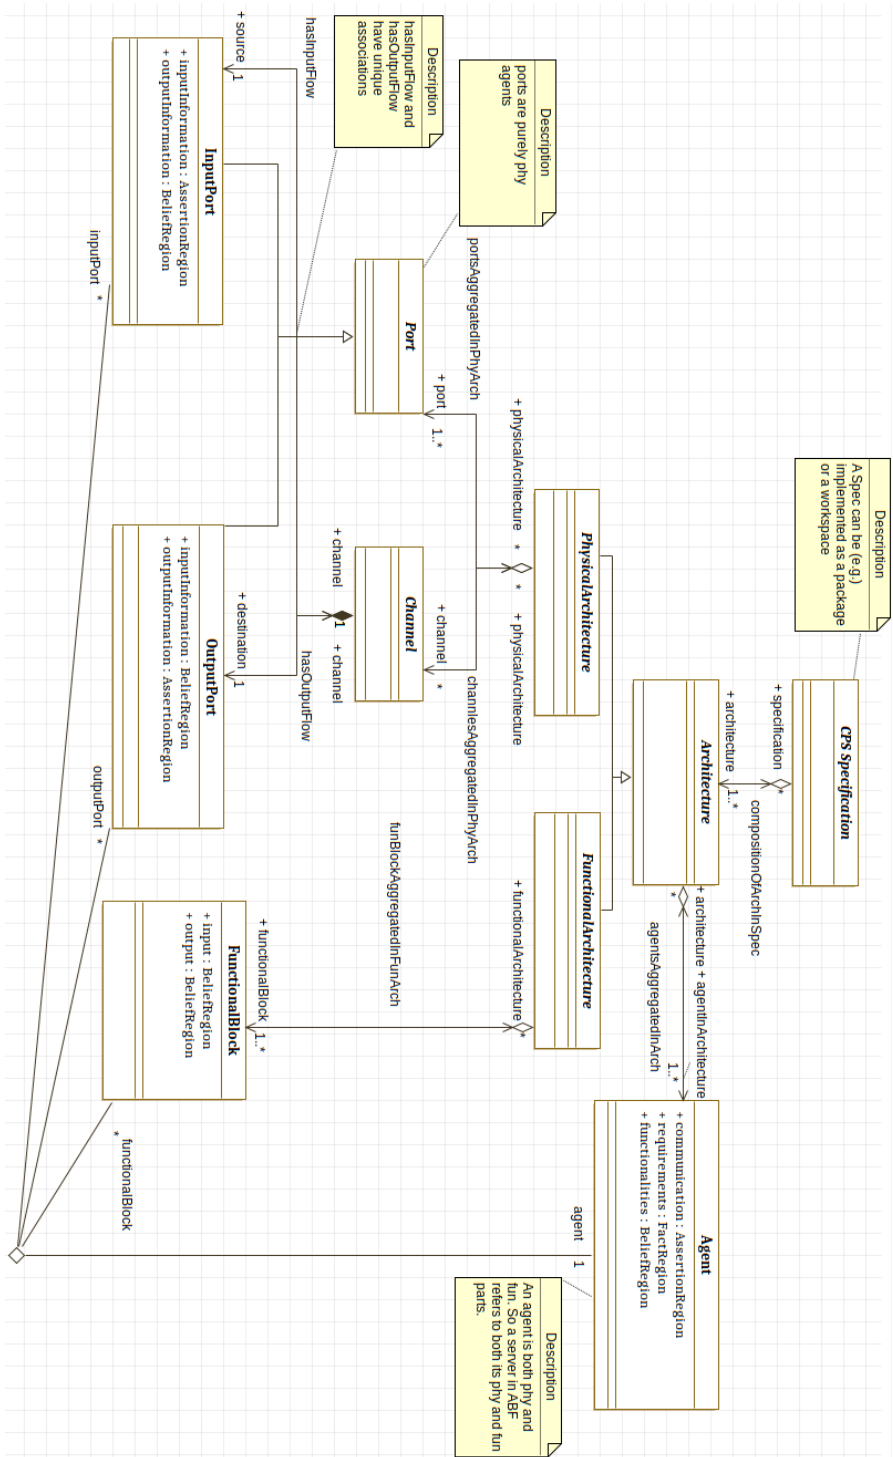 Description
A Spec can be (e.g.)
implemented as a package
or a workspace
CPS Specification
+ specification
*
compositionOfArchInSpec
+ architecture
1..*
Architecture
+ architecture + agentInArchitecture
*
1..*
agentsAggregatedInArch
Agent
+ communication : AssertionRegion
+ requirements : FactRegion
+ functionalities : BeliefRegion
agent
1
Description
An agent is both phy and
fun. So a server in ABF
refers to both its phy and fun
parts.
PhysicalArchitecture
FunctionalArchitecture
+ physicalArchitecture
*
*
+ physicalArchitecture
+ functionalArchitecture
*
Description
ports are purely phy
agents
portsAggregatedInPhyArch
channlesAggregatedInPhyArch
+ port
1..*
+ channel
*
Port
Channel
Description
hasInputFlow and
hasOutputFlow
have unique
associations
funBlockAggregatedInFunArch
+ channel
1
+ channel
hasInputFlow
hasOutputFlow
+ source
1
+ destination
1
+ functionalBlock
1..*
InputPort
+ inputInformation : AssertionRegion
+ outputInformation : BeliefRegion
OutputPort
+ inputInformation : BeliefRegion
+ outputInformation : AssertionRegion
FunctionalBlock
+ input : BeliefRegion
+ output : BeliefRegion
inputPort
*
outputPort
*
functionalBlock
*